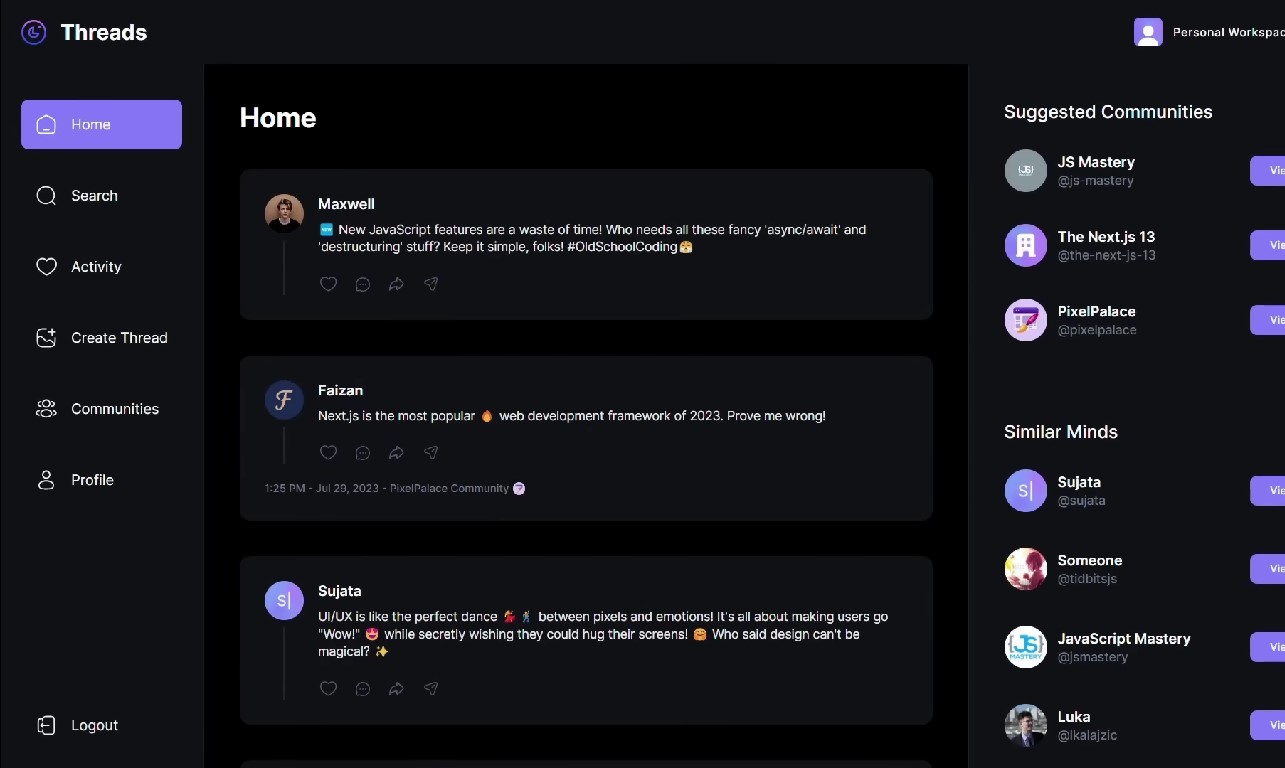 Threads
Personal Workspac
Home
Search
Activity
Create Thread
Communities
Profile
Logout
Home
Maxwell
🆕 New JavaScript features are a waste of time! Who needs all these fancy 'async/await' and
'destructuring' stuff? Keep it simple, folks! #OldSchoolCoding😤
Faizan
Next.js is the most popular 🔥 web development framework of 2023. Prove me wrong!
1:25 PM - Jul 29, 2023 - PixelPalace Community
Sujata
UI/UX is like the perfect dance 💃🕺 between pixels and emotions! It's all about making users go
"Wow!" 😍 while secretly wishing they could hug their screens! 🤗 Who said design can't be
magical? ✨
Suggested Communities
JS Mastery
@js-mastery
Vie
The Next.js 13
@the-next-js-13
Vie
PixelPalace
@pixelpalace
Vie
Similar Minds
S|
Sujata
@sujata
Vie
Someone
@tidbitsjs
Vie
JS
MASTERY
JavaScript Mastery
@jsmastery
Vie
Luka
@lkalajzic
Vie